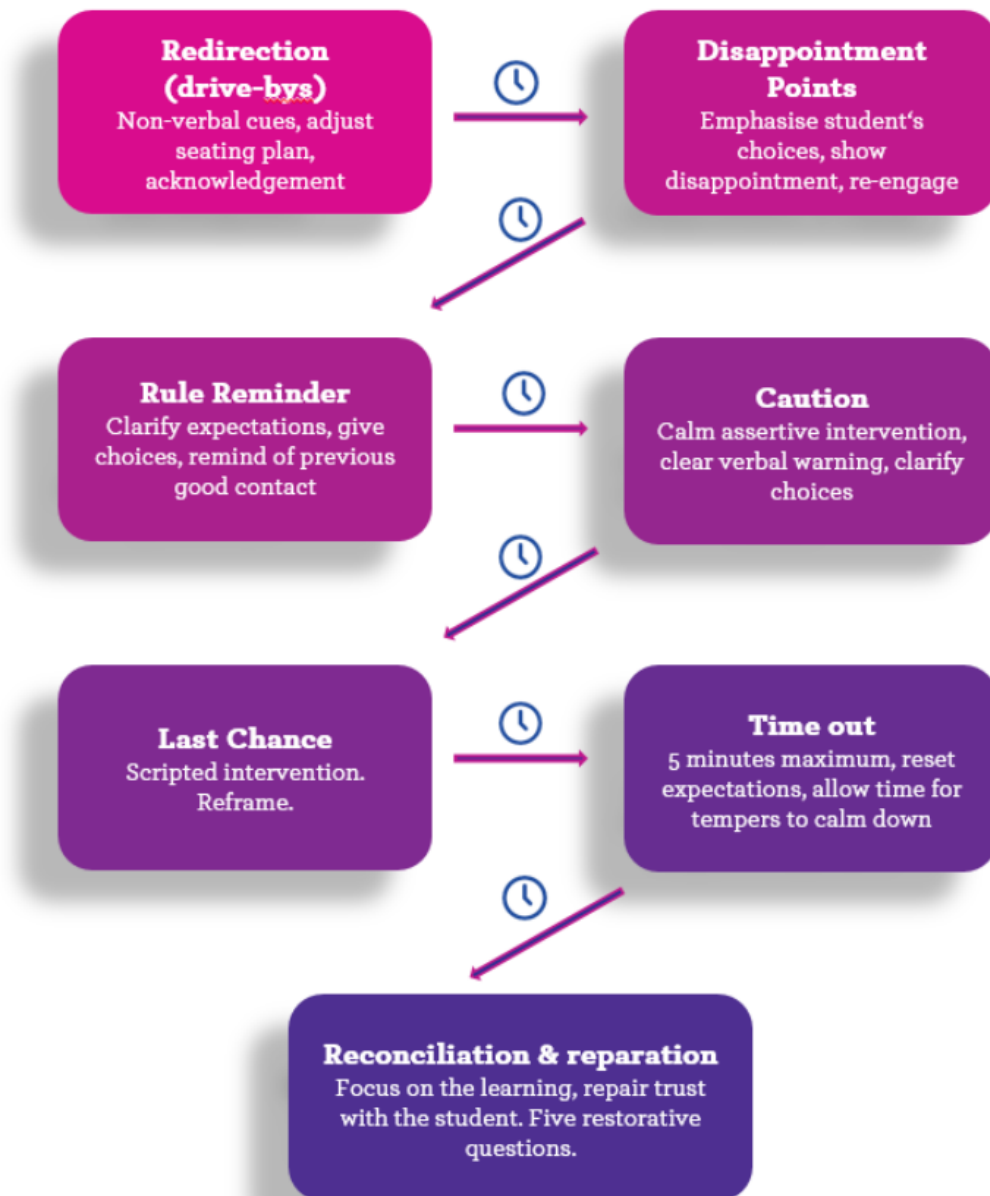 Redirection
(drive-bys)
Non-verbal cues, adjust
seating plan,
acknowledgement
Disappointment
Points
Emphasise student‘s
choices, show
disappointment, re-engage
Rule Reminder
Clarify expectations, give
choices, remind of previous
good contact
Caution
Calm assertive intervention,
clear verbal warning, clarify
choices
Last Chance
Scripted intervention.
Reframe.
Time out
5 minutes maximum, reset
expectations, allow time for
tempers to calm down
Reconciliation & reparation
Focus on the learning, repair trust
with the student. Five restorative
questions.